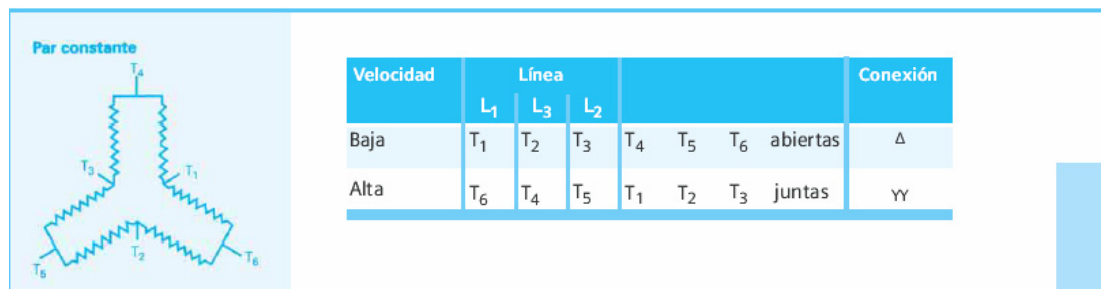 Par constante
T4
T3
T1
T2
T5
T6
Velocidad Línea Conexión
L1 L3 L2
Baja T1 T2 T3 T4 T5 T6 abiertas Δ
Alta T6 T4 T5 T1 T2 T3 juntas YY